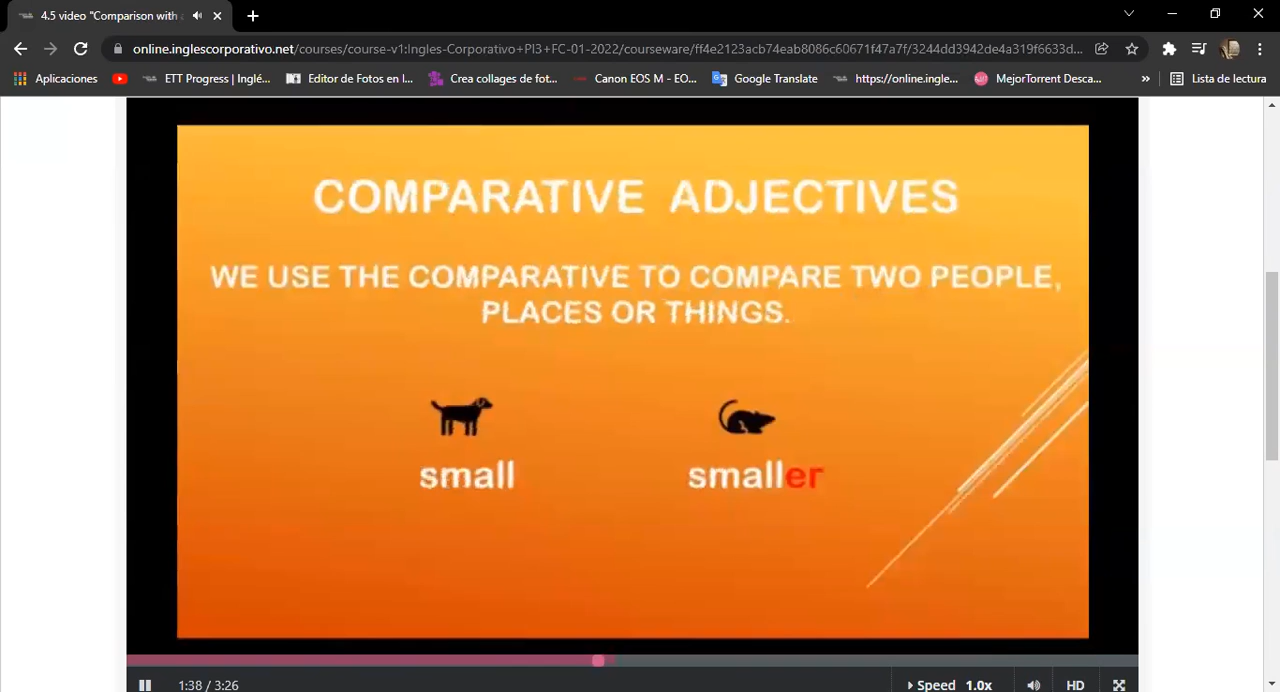 4.5 video "Comparison with
online.inglescorporativo.net/courses/course-v1:Ingles-Corporativo+PI3+FC-01-2022/courseware/ff4e2123acb74eab8086c60671f47a7f/3244dd3942de4a319f6633d...
Aplicaciones ETT Progress | Inglé... Editor de Fotos en l... Crea collages de fot... Canon EOS M - EO... Google Translate https://online.ingle... MejorTorrent Desca... » Lista de lectura
COMPARATIVE ADJECTIVES
WE USE THE COMPARATIVE TO COMPARE TWO PEOPLE,
PLACES OR THINGS.
small smaller
1:38 / 3:26 Speed 1.0x HD